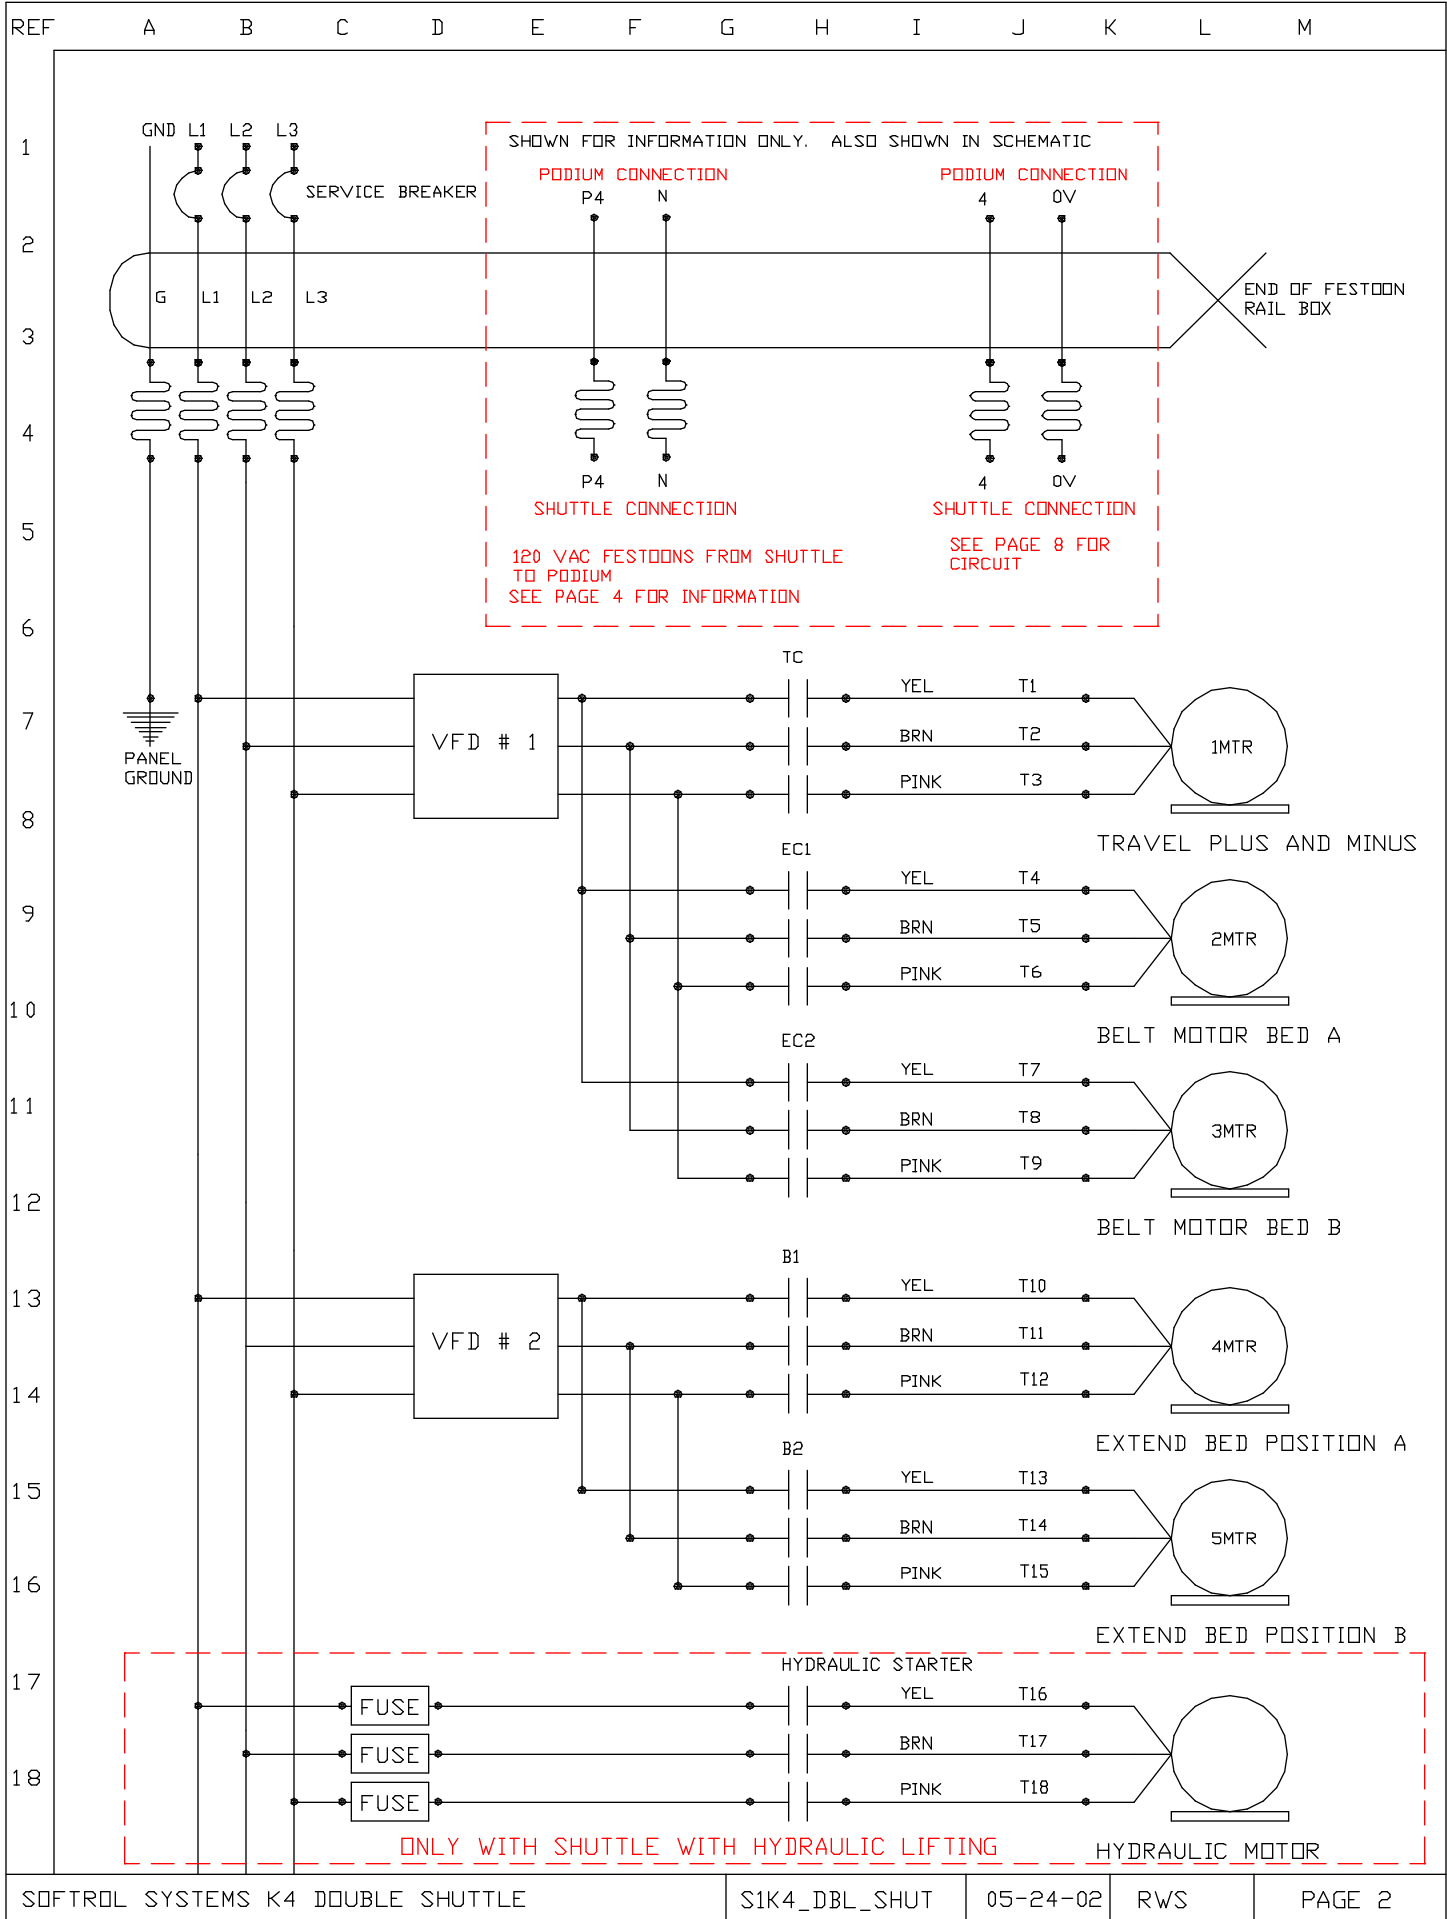 REF A B C D E F G H I J K L M
1
GND L1 L2 L3
SHOWN FOR INFORMATION ONLY. ALSO SHOWN IN SCHEMATIC
PODIUM CONNECTION PODIUM CONNECTION
SERVICE BREAKER
P4 N 4 0V
2
G L1 L2 L3
END OF FESTOON
RAIL BOX
3
4
P4 N 4 0V
SHUTTLE CONNECTION SHUTTLE CONNECTION
5
SEE PAGE 8 FOR
CIRCUIT
120 VAC FESTOONS FROM SHUTTLE
TO PODIUM
SEE PAGE 4 FOR INFORMATION
6
TC
YEL T1
7
VFD # 1
BRN T2
1MTR
PANEL
GROUND
PINK T3
8
TRAVEL PLUS AND MINUS
EC1
YEL T4
9
BRN T5
2MTR
PINK T6
10
BELT MOTOR BED A
EC2
YEL T7
11
BRN T8
3MTR
PINK T9
12
BELT MOTOR BED B
B1
13
YEL T10
VFD # 2
BRN T11
4MTR
14
PINK T12
EXTEND BED POSITION A
B2
15
YEL T13
BRN T14
5MTR
16
PINK T15
EXTEND BED POSITION B
17
HYDRAULIC STARTER
FUSE
YEL T16
FUSE
BRN T17
18
FUSE
PINK T18
ONLY WITH SHUTTLE WITH HYDRAULIC LIFTING
HYDRAULIC MOTOR
SOFTROL SYSTEMS K4 DOUBLE SHUTTLE S1K4_DBL_SHUT 05-24-02 RWS PAGE 2